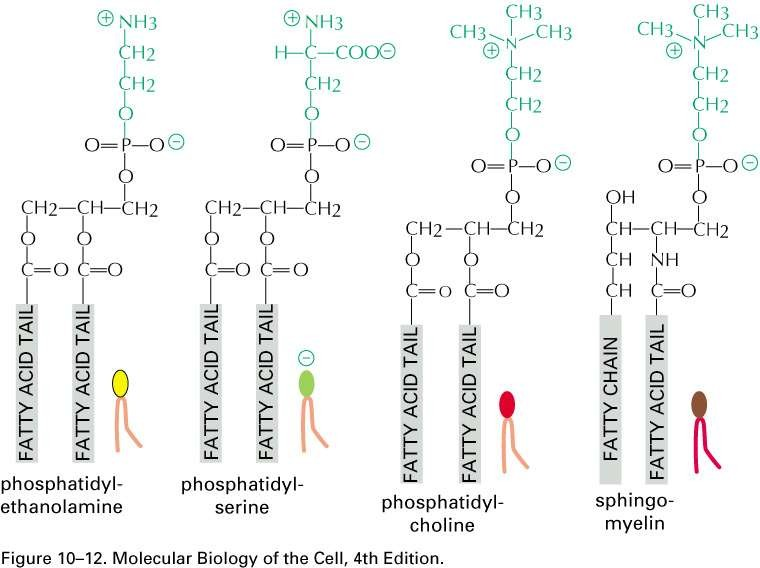 ⊕NH3
CH2
CH2
O
O=P—O⊖
O
CH2—CH—CH2
O O
C=O C=O
FATTY ACID TAIL
FATTY ACID TAIL
phosphatidyl-
ethanolamine
⊕NH3
H—C—COO⊖
CH2
O
O=P—O⊖
O
CH2—CH—CH2
O O
C=O C=O
FATTY ACID TAIL
FATTY ACID TAIL
⊖
phosphatidyl-
serine
CH3 CH3
N—CH3
⊕
CH2
CH2
O
O=P—O⊖
O
CH2—CH—CH2
O O
C=O C=O
FATTY ACID TAIL
FATTY ACID TAIL
phosphatidyl-
choline
CH3 CH3
N—CH3
⊕
CH2
CH2
O
O=P—O⊖
O
OH
CH—CH—CH2
CH NH
CH C=O
FATTY CHAIN
FATTY ACID TAIL
sphingo-
myelin
Figure 10–12. Molecular Biology of the Cell, 4th Edition.